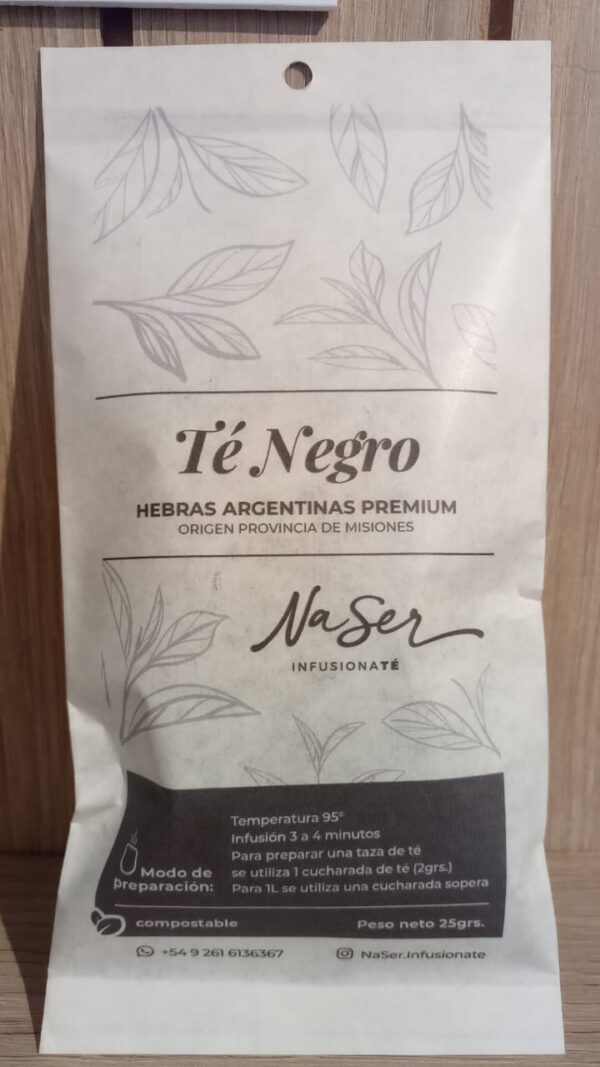 Té Negro
HEBRAS ARGENTINAS PREMIUM
ORIGEN PROVINCIA DE MISIONES
NaSer
INFUSIONATÉ
Temperatura 95°
Infusión 3 a 4 minutos
Para preparar una taza de té
se utiliza 1 cucharada de té (2grs.)
Para 1L se utiliza una cucharada sopera
Modo de
preparación:
compostable
Peso neto 25grs.
+54 9 261 6136367
NaSer.Infusionate